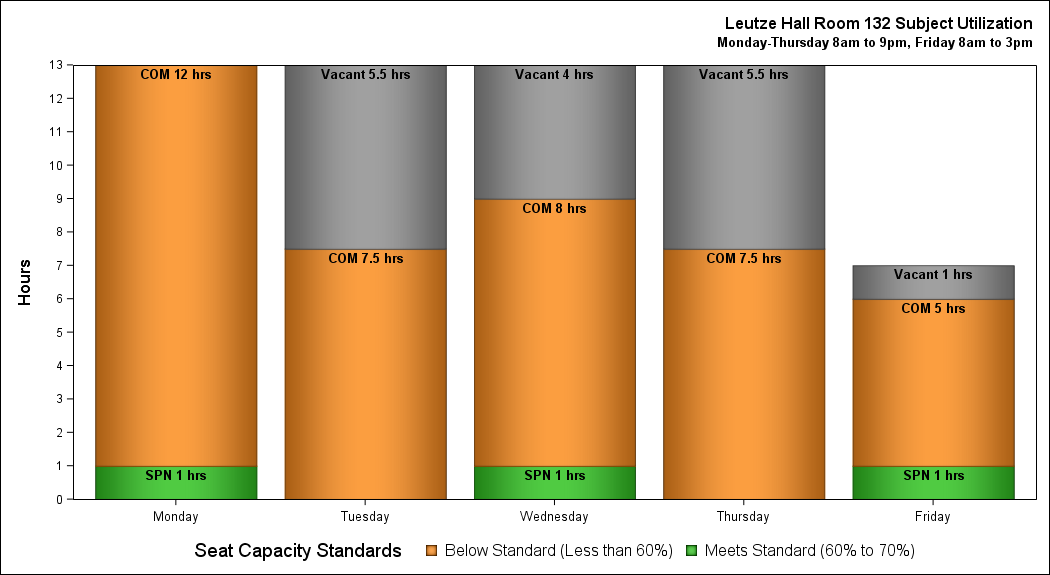 Leutze Hall Room 132 Subject Utilization
Monday-Thursday 8am to 9pm, Friday 8am to 3pm
Hours
13
12
11
10
9
8
7
6
5
4
3
2
1
0
COM 12 hrs
SPN 1 hrs
Vacant 5.5 hrs
COM 7.5 hrs
Vacant 4 hrs
COM 8 hrs
SPN 1 hrs
Vacant 5.5 hrs
COM 7.5 hrs
Vacant 1 hrs
COM 5 hrs
SPN 1 hrs
Monday Tuesday Wednesday Thursday Friday
Seat Capacity Standards Below Standard (Less than 60%) Meets Standard (60% to 70%)